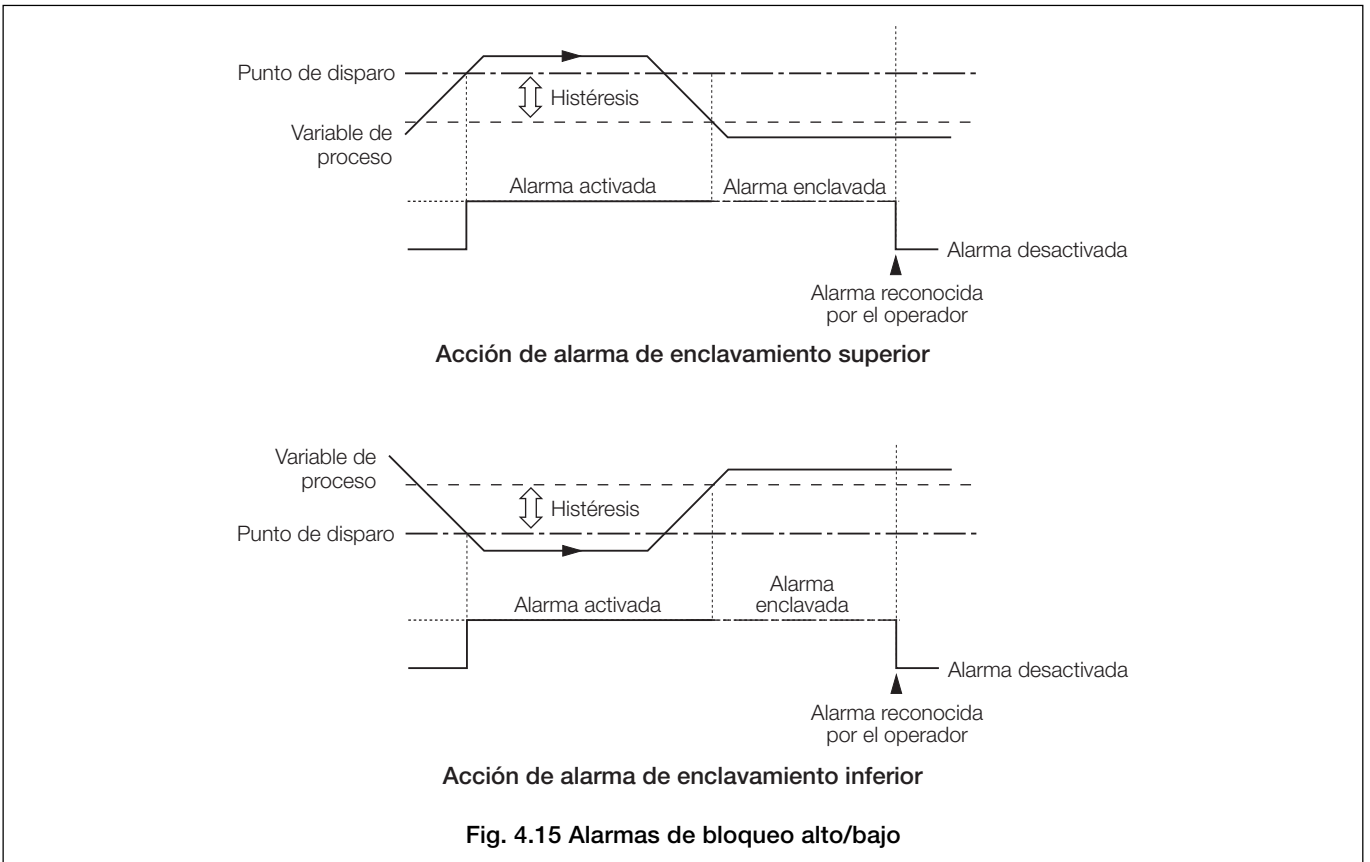 Punto de disparo
Histéresis
Variable de
proceso
Alarma activada
Alarma enclavada
Alarma desactivada
Alarma reconocida
por el operador
Acción de alarma de enclavamiento superior
Variable de
proceso
Histéresis
Punto de disparo
Alarma
enclavada
Alarma activada
Alarma desactivada
Alarma reconocida
por el operador
Acción de alarma de enclavamiento inferior
Fig. 4.15 Alarmas de bloqueo alto/bajo